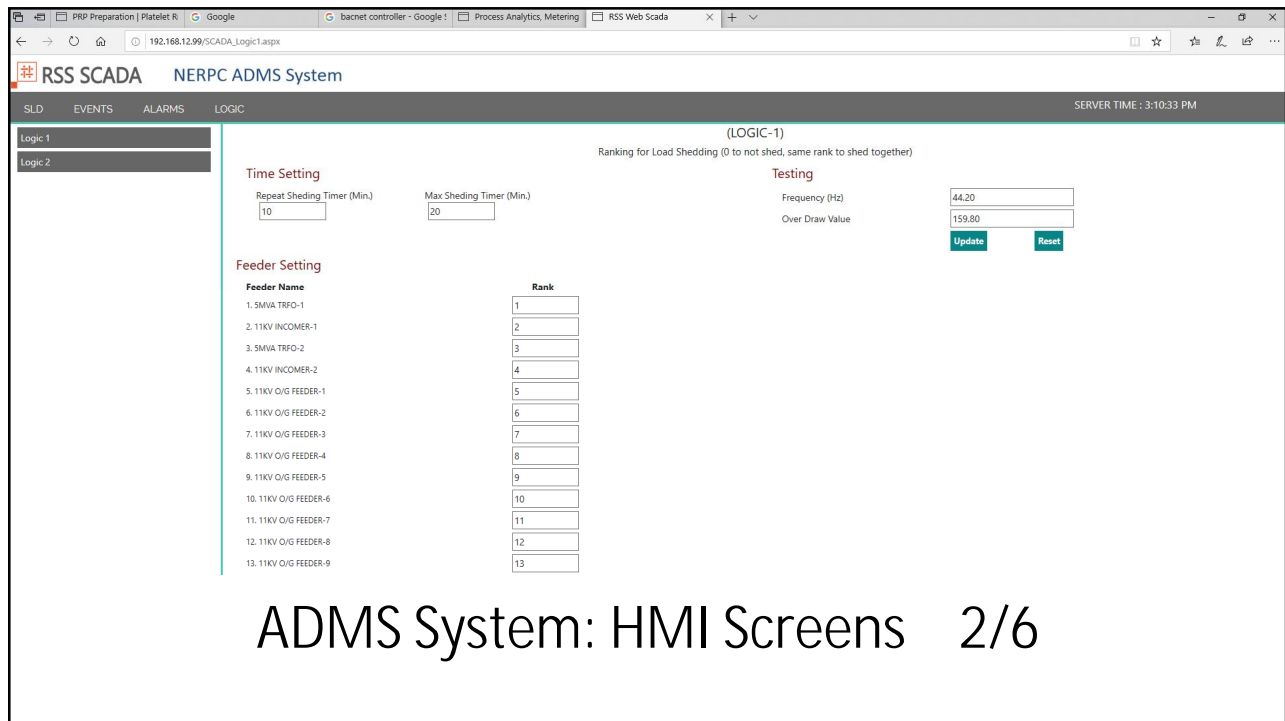 PRP Preparation | Platelet Ri
Google
bacnet controller - Google S
Process Analytics, Metering
RSS Web Scada
192.168.12.99/SCADA_Logic1.aspx
RSS SCADA NERPC ADMS System
SLD EVENTS ALARMS LOGIC SERVER TIME : 3:10:33 PM
Logic 1
Logic 2
(LOGIC-1)
Ranking for Load Shedding (0 to not shed, same rank to shed together)
Time Setting
Repeat Sheding Timer (Min.) Max Sheding Timer (Min.)
10 20
Testing
Frequency (Hz) 44.20
Over Draw Value 159.80
Update Reset
Feeder Setting
Feeder Name Rank
1. 5MVA TRFO-1 1
2. 11KV INCOMER-1 2
3. 5MVA TRFO-2 3
4. 11KV INCOMER-2 4
5. 11KV O/G FEEDER-1 5
6. 11KV O/G FEEDER-2 6
7. 11KV O/G FEEDER-3 7
8. 11KV O/G FEEDER-4 8
9. 11KV O/G FEEDER-5 9
10. 11KV O/G FEEDER-6 10
11. 11KV O/G FEEDER-7 11
12. 11KV O/G FEEDER-8 12
13. 11KV O/G FEEDER-9 13
ADMS System: HMI Screens 2/6